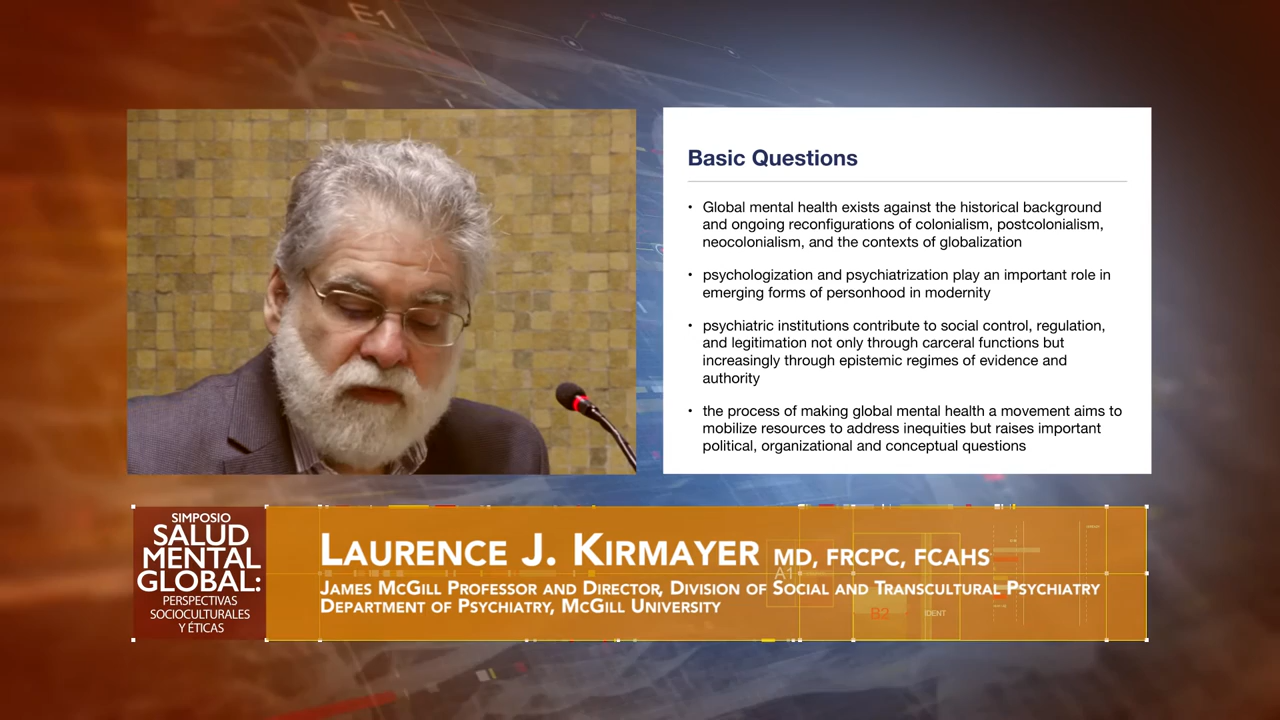 E1
Basic Questions
• Global mental health exists against the historical background
and ongoing reconfigurations of colonialism, postcolonialism,
neocolonialism, and the contexts of globalization
• psychologization and psychiatrization play an important role in
emerging forms of personhood in modernity
• psychiatric institutions contribute to social control, regulation,
and legitimation not only through carceral functions but
increasingly through epistemic regimes of evidence and
authority
• the process of making global mental health a movement aims to
mobilize resources to address inequities but raises important
political, organizational and conceptual questions
SIMPOSIO
SALUD
MENTAL
GLOBAL:
PERSPECTIVAS
SOCIOCULTURALES
Y ÉTICAS
LAURENCE J. KIRMAYER MD, FRCPC, FCAHS
JAMES MCGILL PROFESSOR AND DIRECTOR, DIVISION OF SOCIAL AND TRANSCULTURAL PSYCHIATRY
DEPARTMENT OF PSYCHIATRY, MCGILL UNIVERSITY
A1
B2
IDENT